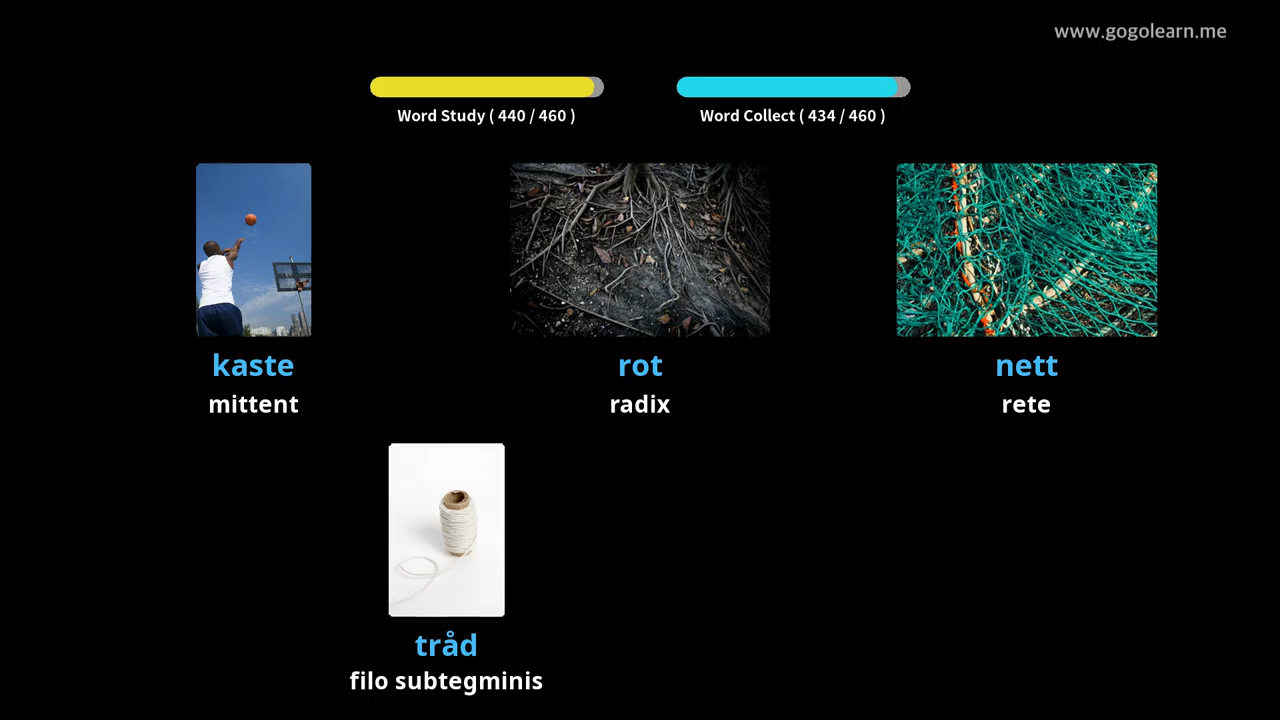 www.gogolearn.me
Word Study ( 440 / 460 )
Word Collect ( 434 / 460 )
kaste
mittent
rot
radix
nett
rete
tråd
filo subtegminis